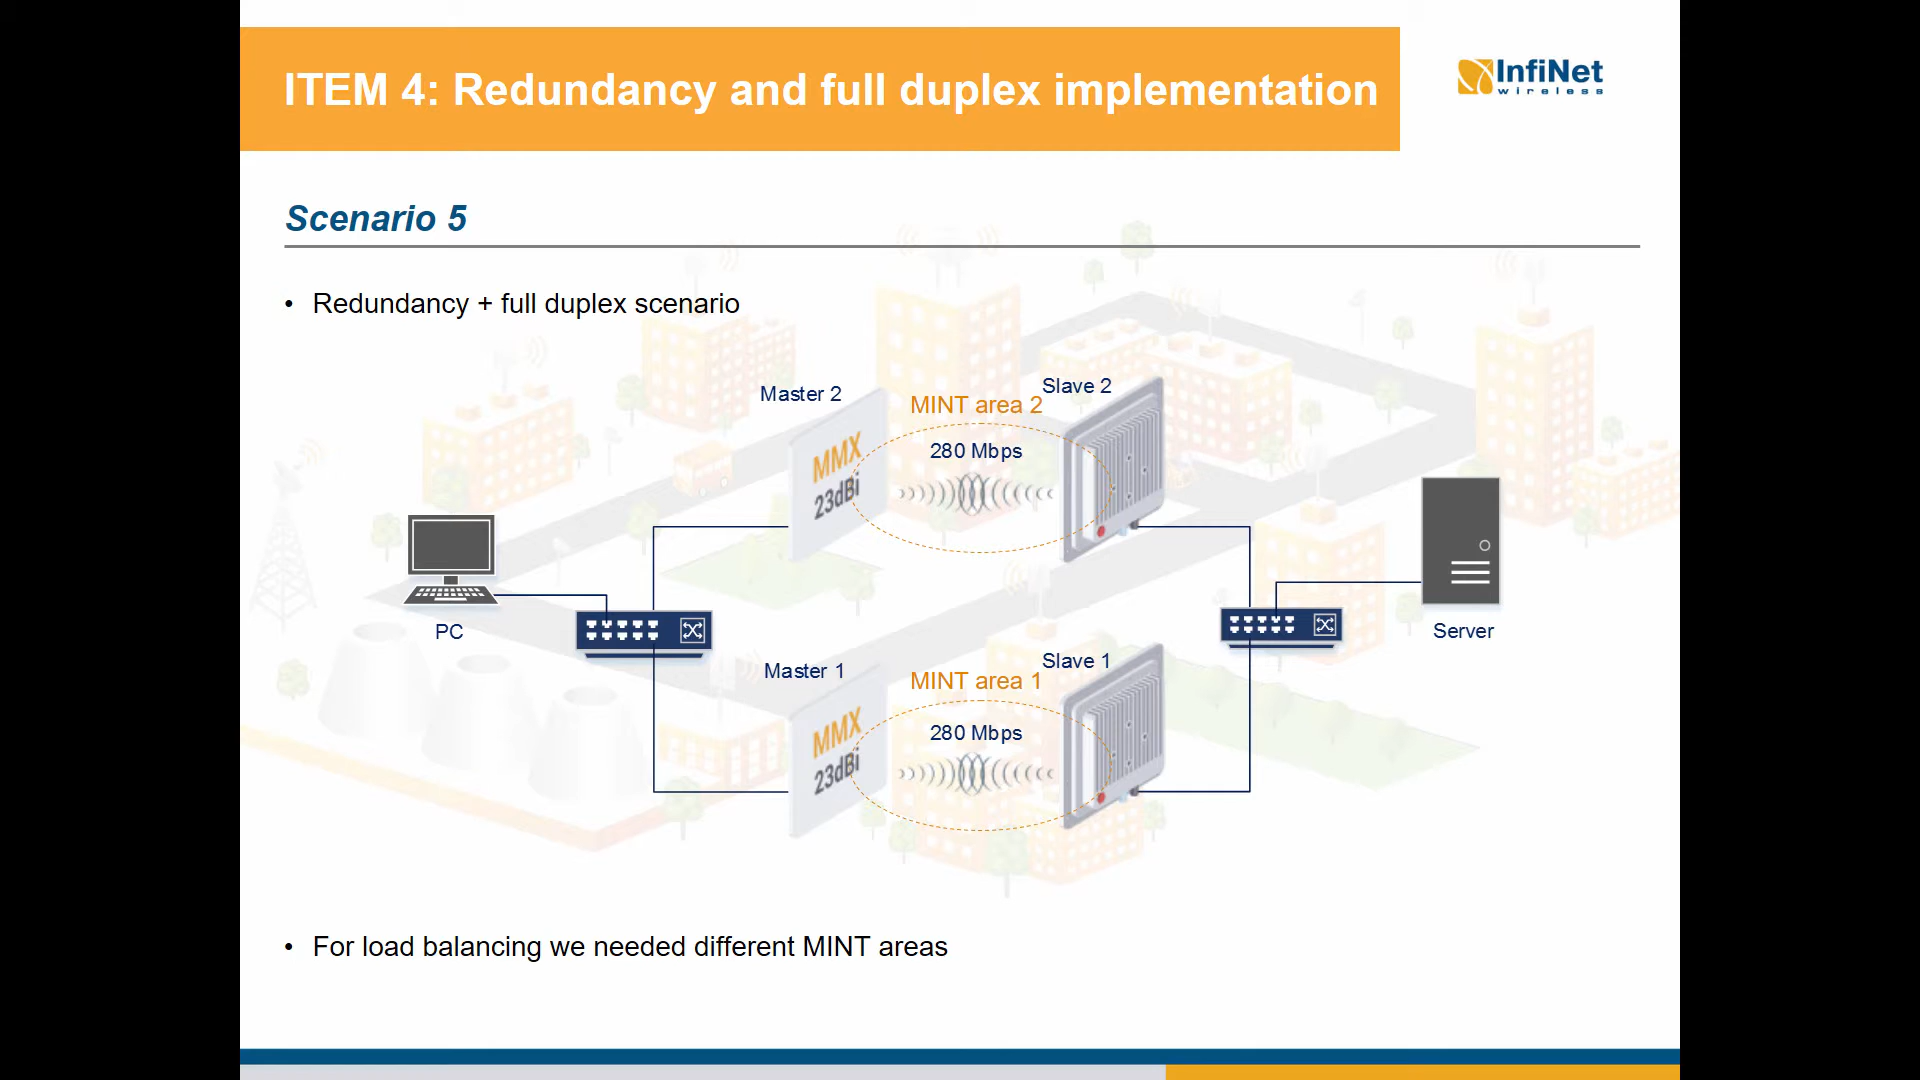 ITEM 4: Redundancy and full duplex implementation
InfiNet
wireless
Scenario 5
• Redundancy + full duplex scenario
Master 2
Slave 2
MINT area 2
280 Mbps
MMX
23dBi
PC
Server
Master 1
Slave 1
MINT area 1
280 Mbps
MMX
23dBi
• For load balancing we needed different MINT areas